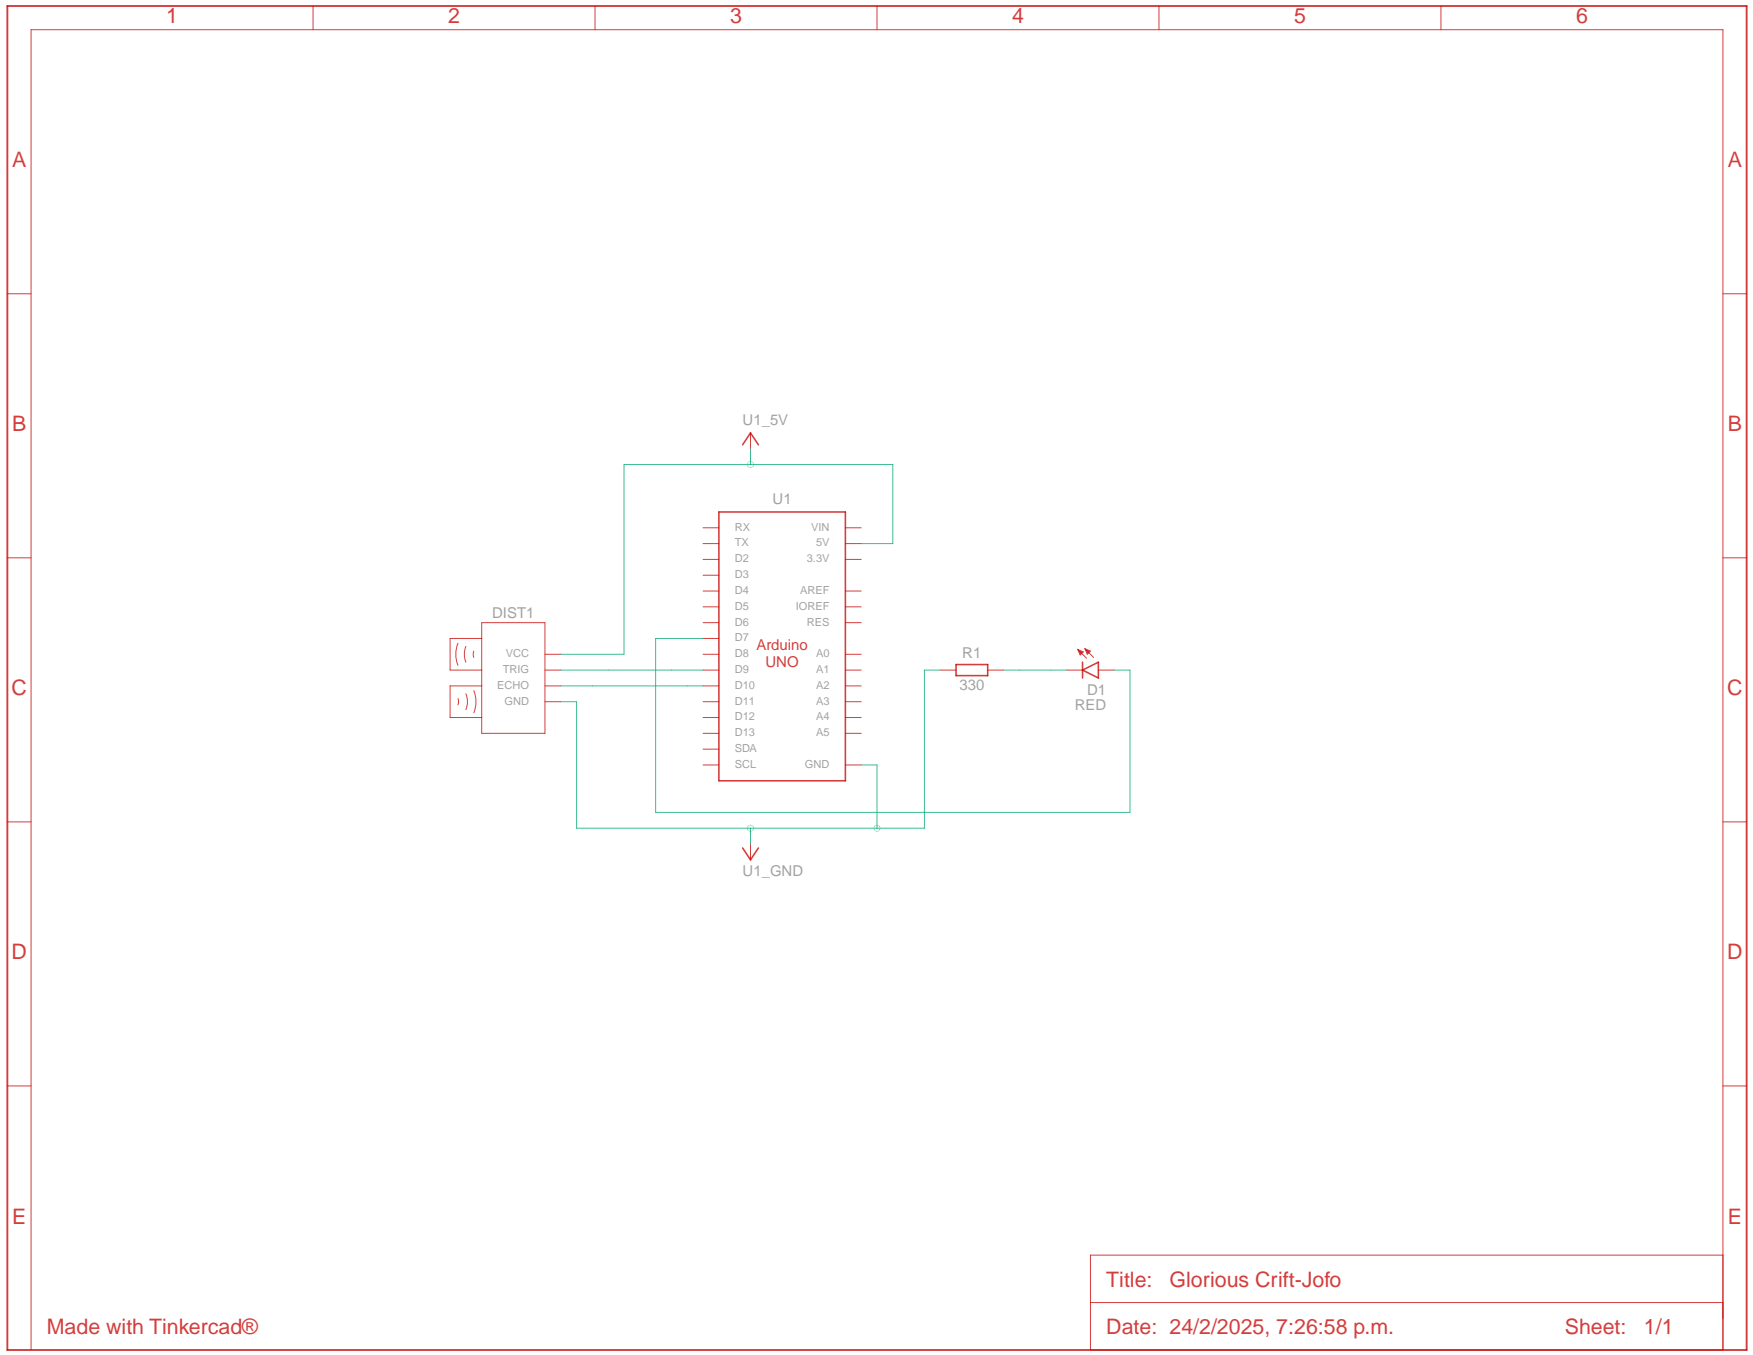 1 2 3 4 5 6
A A
B B
U1_5V
U1
RX VIN
TX 5V
D2 3.3V
D3
D4 AREF
D5 IOREF
D6 RES
D7
Arduino
UNO
D8 A0
D9 A1
D10 A2
D11 A3
D12 A4
D13 A5
SDA
SCL GND
DIST1
VCC
TRIG
ECHO
GND
R1
330
D1
RED
C C
U1_GND
D D
E E
Title: Glorious Crift-Jofo
Made with Tinkercad®
Date: 24/2/2025, 7:26:58 p.m. Sheet: 1/1